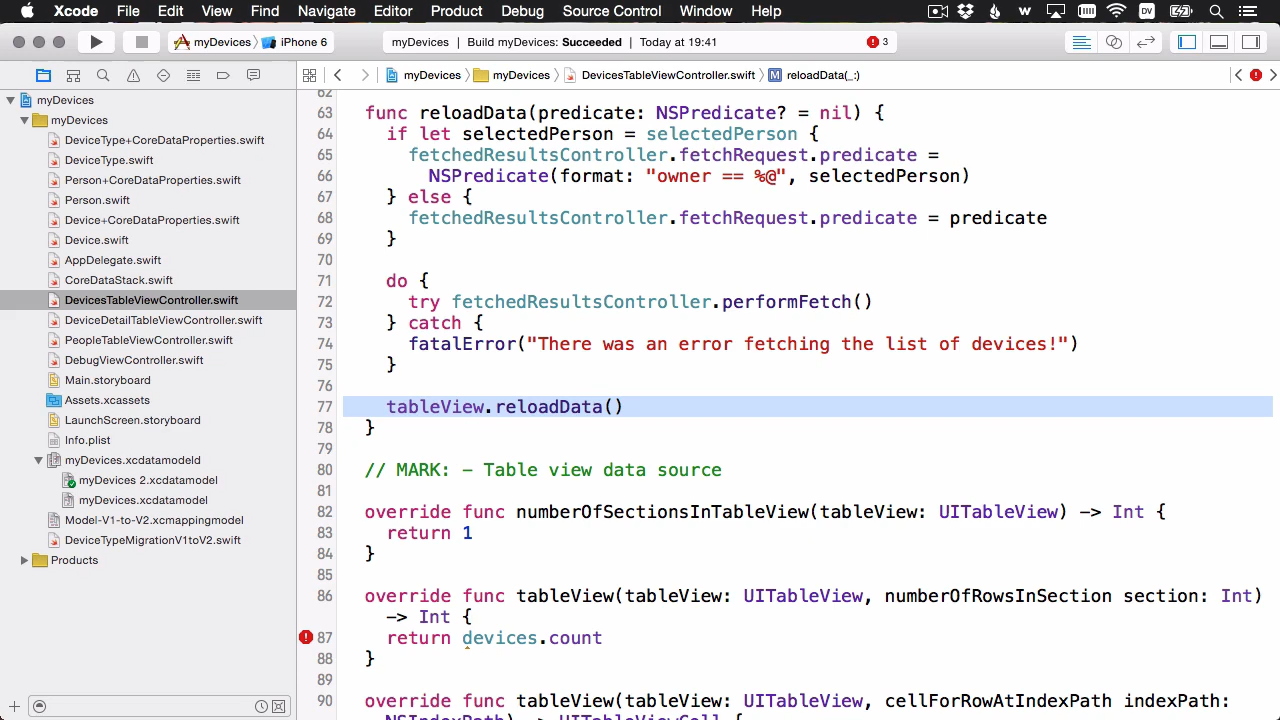 Xcode File Edit View Find Navigate Editor Product Debug Source Control Window Help W DV
myDevices iPhone 6 myDevices | Build myDevices: Succeeded | Today at 19:41 3
myDevices myDevices DevicesTableViewController.swift M reloadData(_:)
myDevices
myDevices
DeviceType+CoreDataProperties.swift
DeviceType.swift
Person+CoreDataProperties.swift
Person.swift
Device+CoreDataProperties.swift
Device.swift
AppDelegate.swift
CoreDataStack.swift
DevicesTableViewController.swift
DeviceDetailTableViewController.swift
PeopleTableViewController.swift
DebugViewController.swift
Main.storyboard
Assets.xcassets
LaunchScreen.storyboard
Info.plist
myDevices.xcdatamodeld
myDevices 2.xcdatamodel
myDevices.xcdatamodel
Model-V1-to-V2.xcmappingmodel
DeviceTypeMigrationV1toV2.swift
Products
62
63 func reloadData(predicate: NSPredicate? = nil) {
64 if let selectedPerson = selectedPerson {
65 fetchedResultsController.fetchRequest.predicate =
66 NSPredicate(format: "owner == %@", selectedPerson)
67 } else {
68 fetchedResultsController.fetchRequest.predicate = predicate
69 }
70
71 do {
72 try fetchedResultsController.performFetch()
73 } catch {
74 fatalError("There was an error fetching the list of devices!")
75 }
76
77 tableView.reloadData()
78 }
79
80 // MARK: - Table view data source
81
82 override func numberOfSectionsInTableView(tableView: UITableView) -> Int {
83 return 1
84 }
85
86 override func tableView(tableView: UITableView, numberOfRowsInSection section: Int)
-> Int {
87 return devices.count
88 }
89
90 override func tableView(tableView: UITableView, cellForRowAtIndexPath indexPath:
NSIndexPath) -> UITableViewCell {